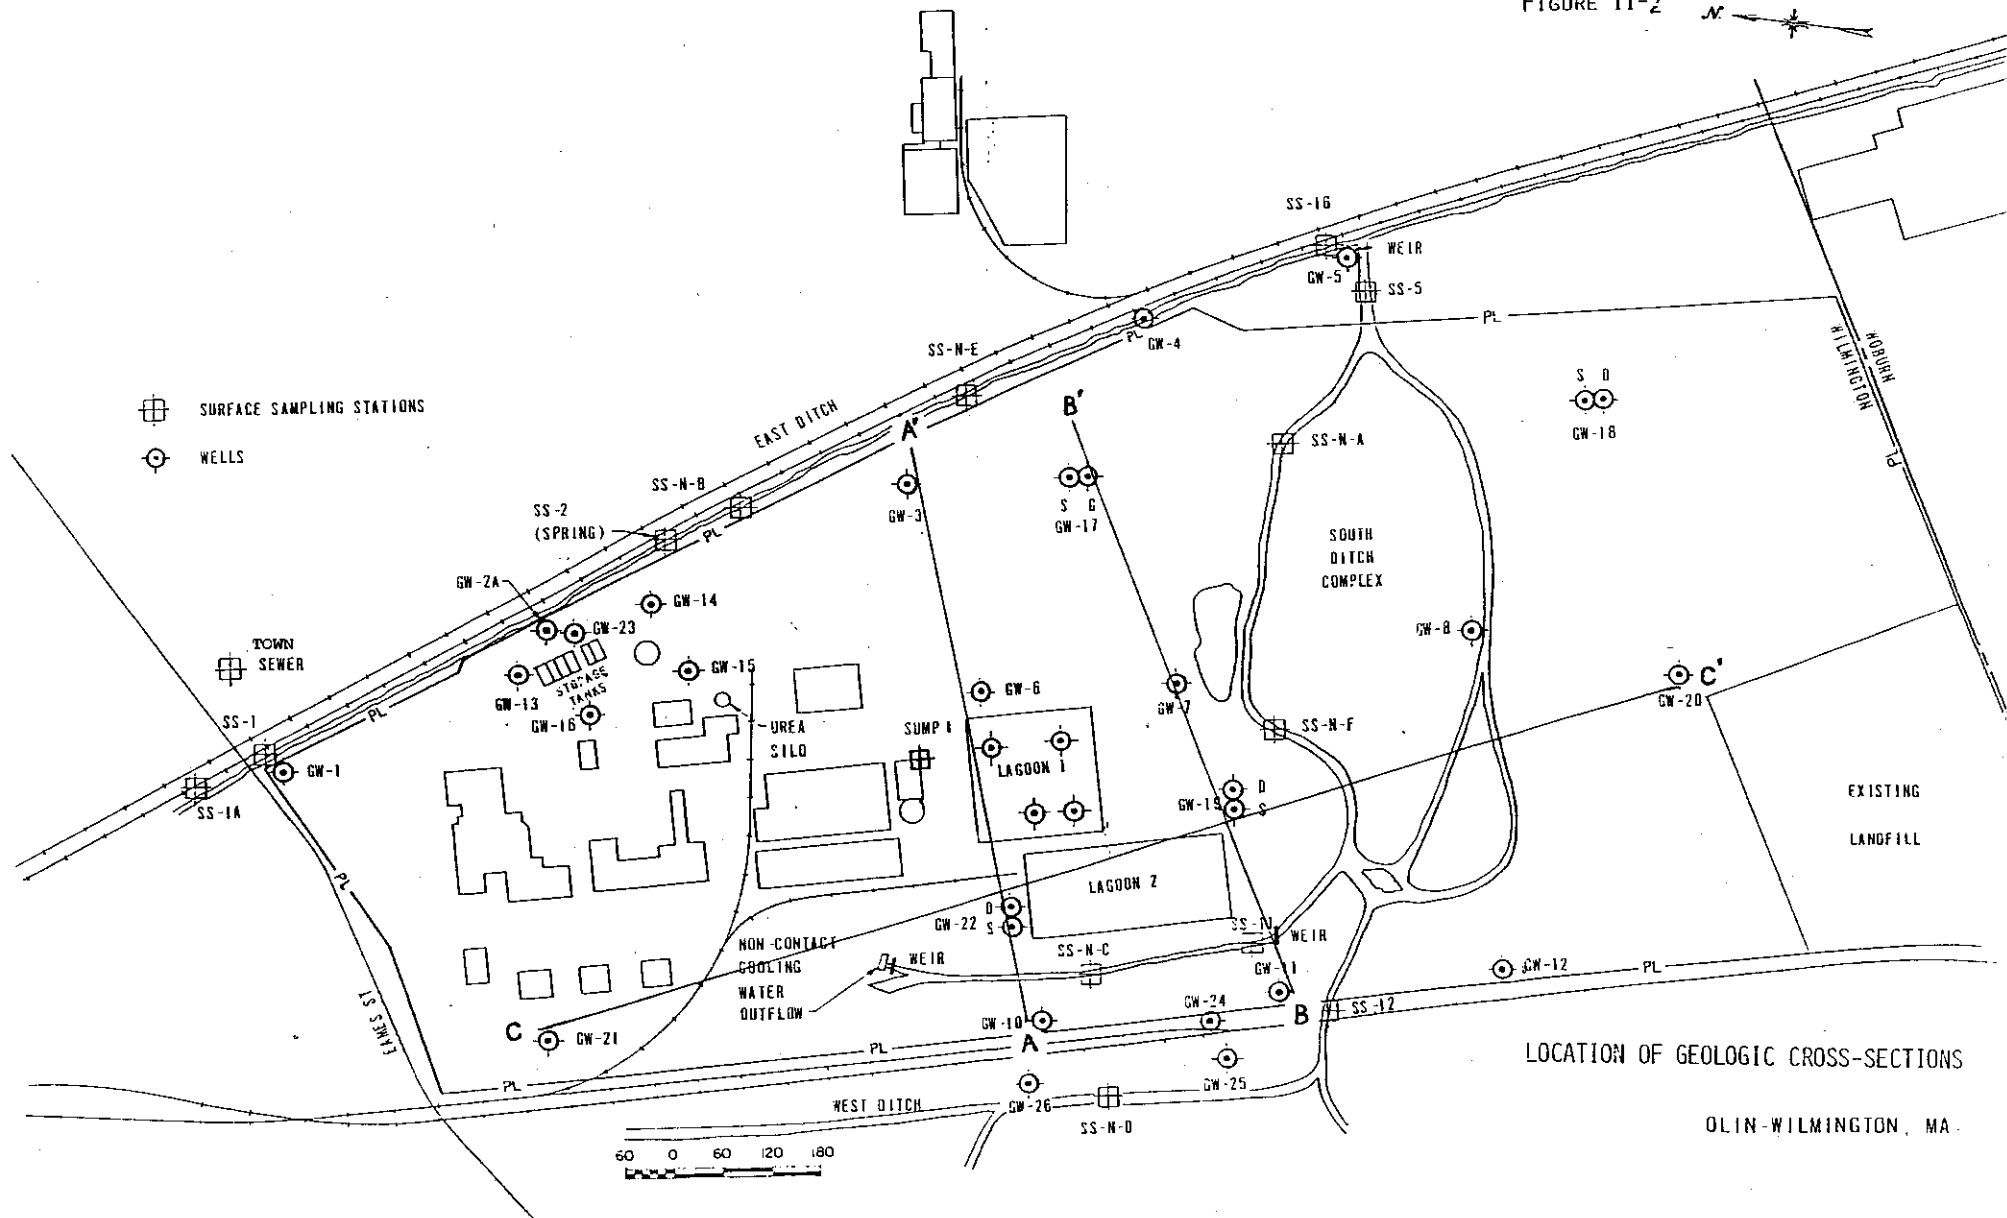 FIGURE II-2
N
SS-16
WEIR
GW-5
SS-5
PL
GW-4
PL
SS-N-E
WILMINGTON
WOBURN
S D
GW-18
PL
SURFACE SAMPLING STATIONS
WELLS
EAST DITCH
A'
B'
SS-N-A
SS-N-B
SS-2
(SPRING)
PL
GW-3
S G
GW-17
SOUTH
DITCH
COMPLEX
GW-2A
GW-14
GW-23
GW-8
TOWN
SEWER
GW-15
STORAGE
TANKS
GW-13
GW-16
GW-6
GW-7
C'
GW-20
SS-1
PL
UREA
SILO
SUMP 1
SS-N-F
GW-1
LAGOON 1
SS-1A
GW-19
D
S
EXISTING
LANDFILL
PL
LAGOON 2
D
GW-22
S
SS-11
WEIR
NON-CONTACT
COOLING
WATER
OUTFLOW
WEIR
SS-N-C
GW-11
GW-12
PL
EAMES ST
C
GW-21
GW-10
A
GW-24
B
SS-12
PL
PL
GW-25
LOCATION OF GEOLOGIC CROSS-SECTIONS
WEST DITCH
GW-26
SS-N-D
OLIN-WILMINGTON, MA.
60 0 60 120 180